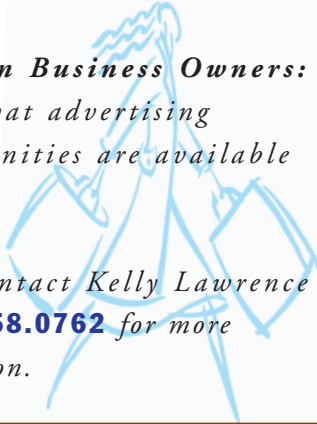 n Business Owners:
at advertising
nities are available
ntact Kelly Lawrence
58.0762 for more
on.